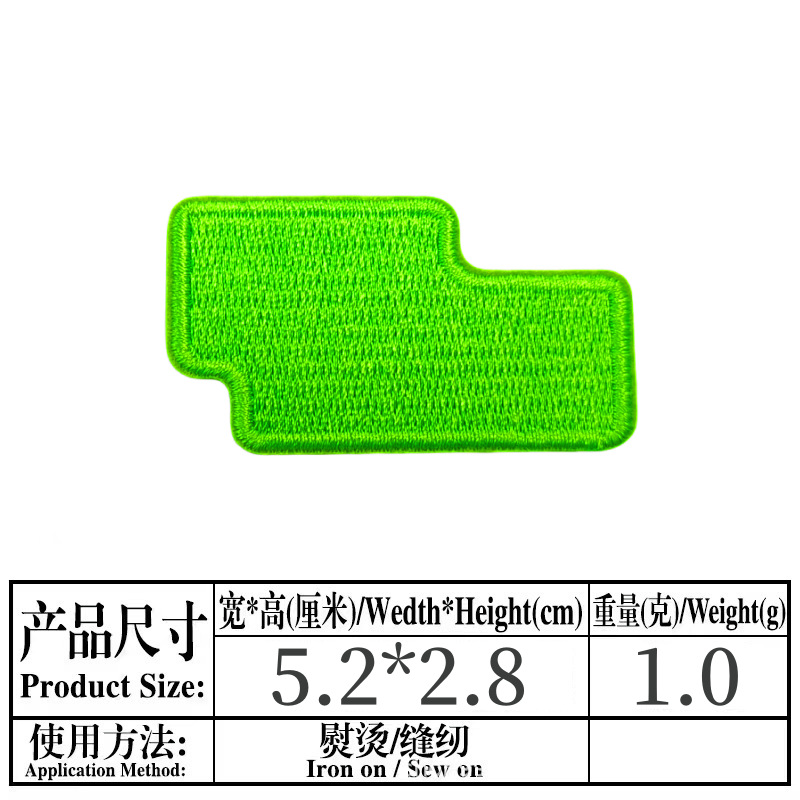 产品尺寸
Product Size:
宽*高(厘米)/Wedth*Height(cm)
重量(克)/Weight(g)
5.2*2.8
1.0
使用方法:
Application Method:
熨烫/缝纫
Iron on / Sew on